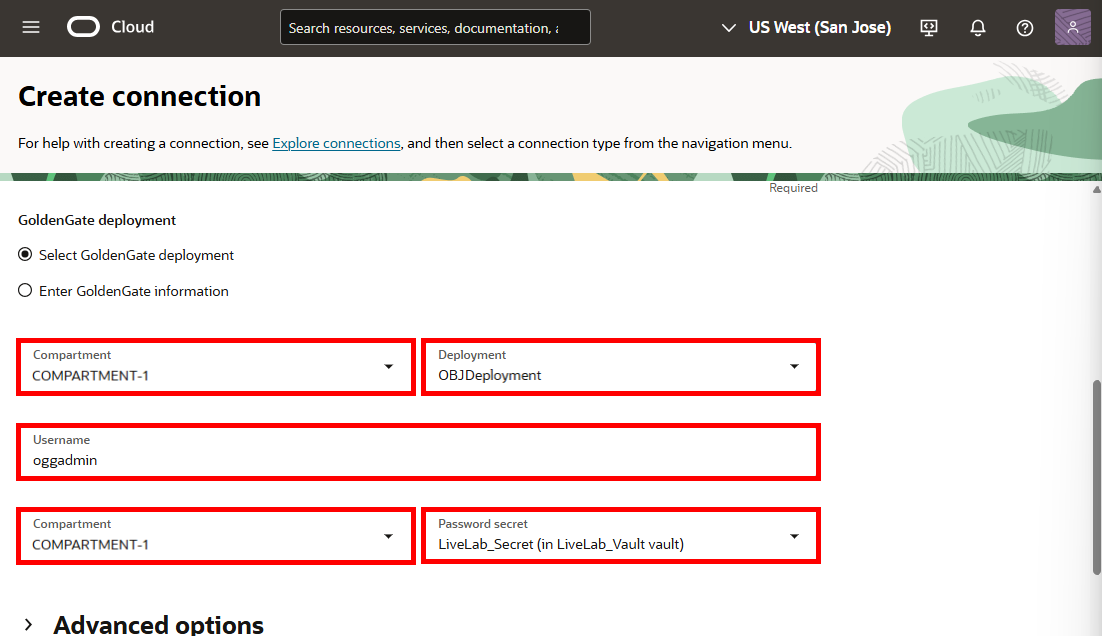 Cloud
Search resources, services, documentation, a
US West (San Jose)
Create connection
For help with creating a connection, see Explore connections, and then select a connection type from the navigation menu.
Required
GoldenGate deployment
Select GoldenGate deployment
Enter GoldenGate information
Compartment
COMPARTMENT-1
Deployment
OBJDeployment
Username
oggadmin
Compartment
COMPARTMENT-1
Password secret
LiveLab_Secret (in LiveLab_Vault vault)
Advanced options